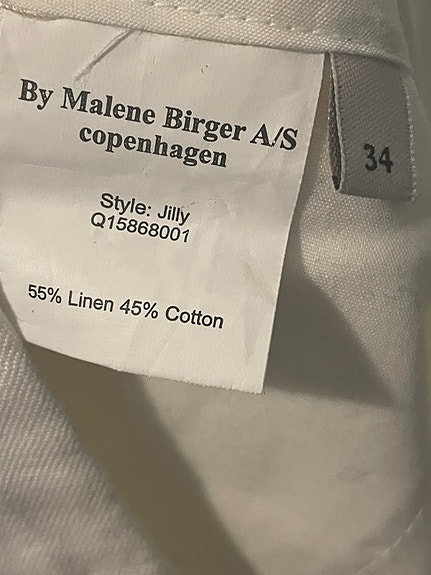 By Malene Birger A/S
copenhagen
Style: Jilly
Q15868001
55% Linen 45% Cotton
34